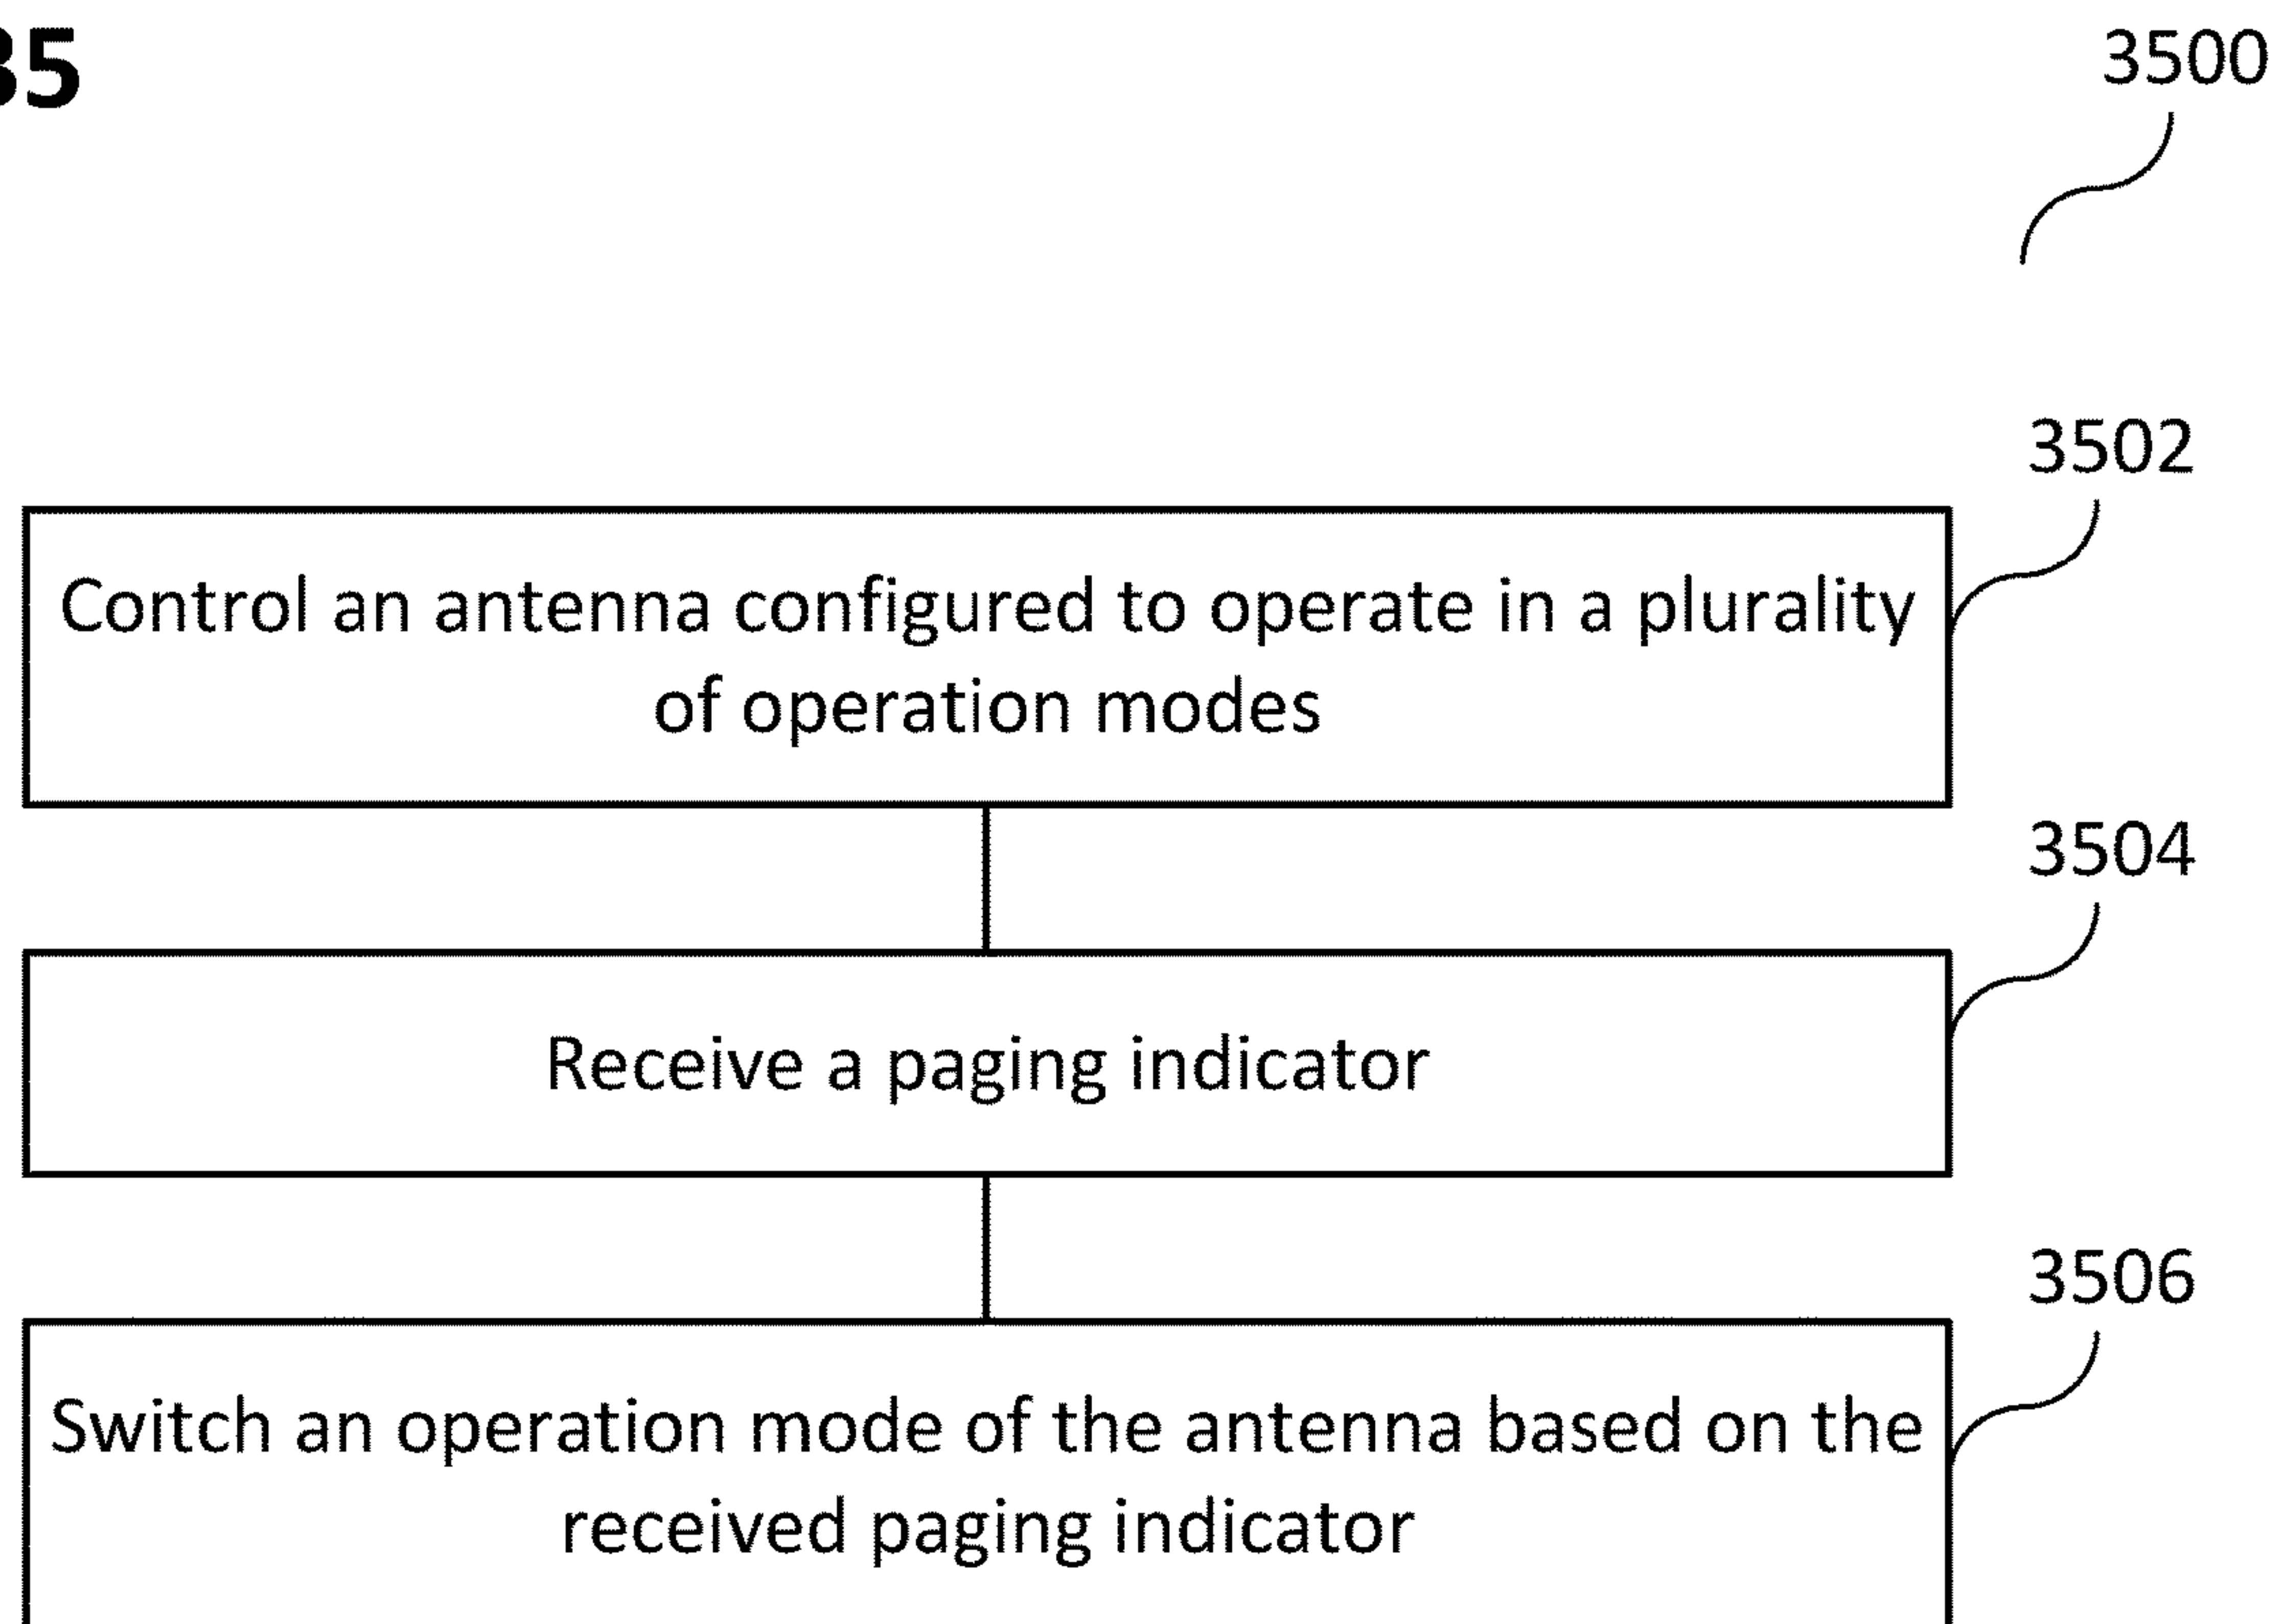 35
3500
3502
Control an antenna configured to operate in a plurality
of operation modes
3504
Receive a paging indicator
3506
Switch an operation mode of the antenna based on the
received paging indicator